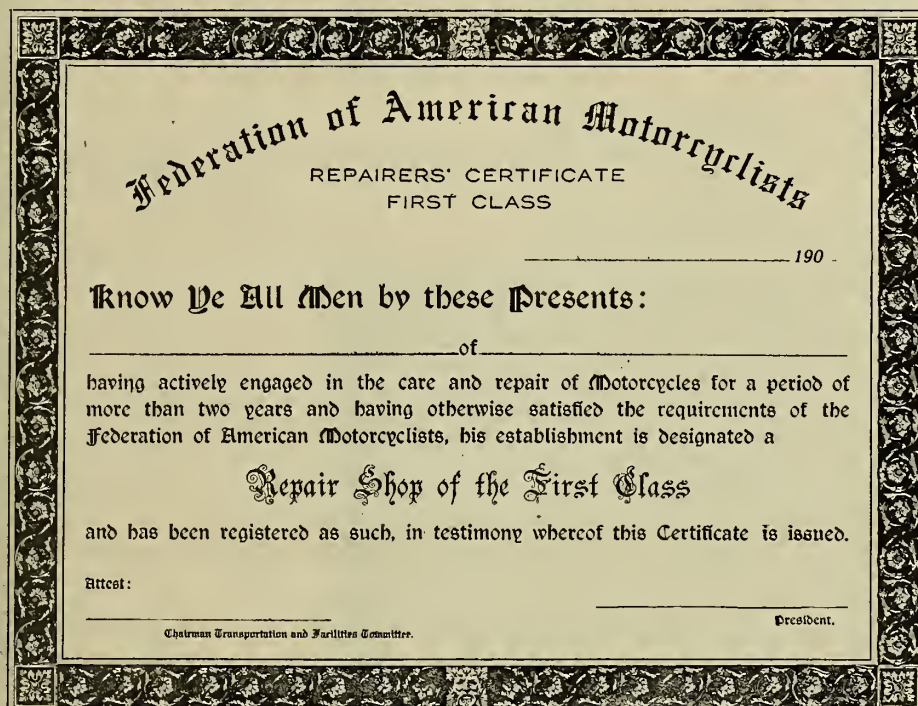 Federation of American Motorcyclists
REPAIRERS' CERTIFICATE
FIRST CLASS
190
Know Ye All Men by these Presents:
of
having actively engaged in the care and repair of Motorcycles for a period of
more than two years and having otherwise satisfied the requirements of the
Federation of American Motorcyclists, his establishment is designated a
Repair Shop of the First Class
and has been registered as such, in testimony whereof this Certificate is issued.
Attest:
President.
Chairman Transportation and Facilities Committee.